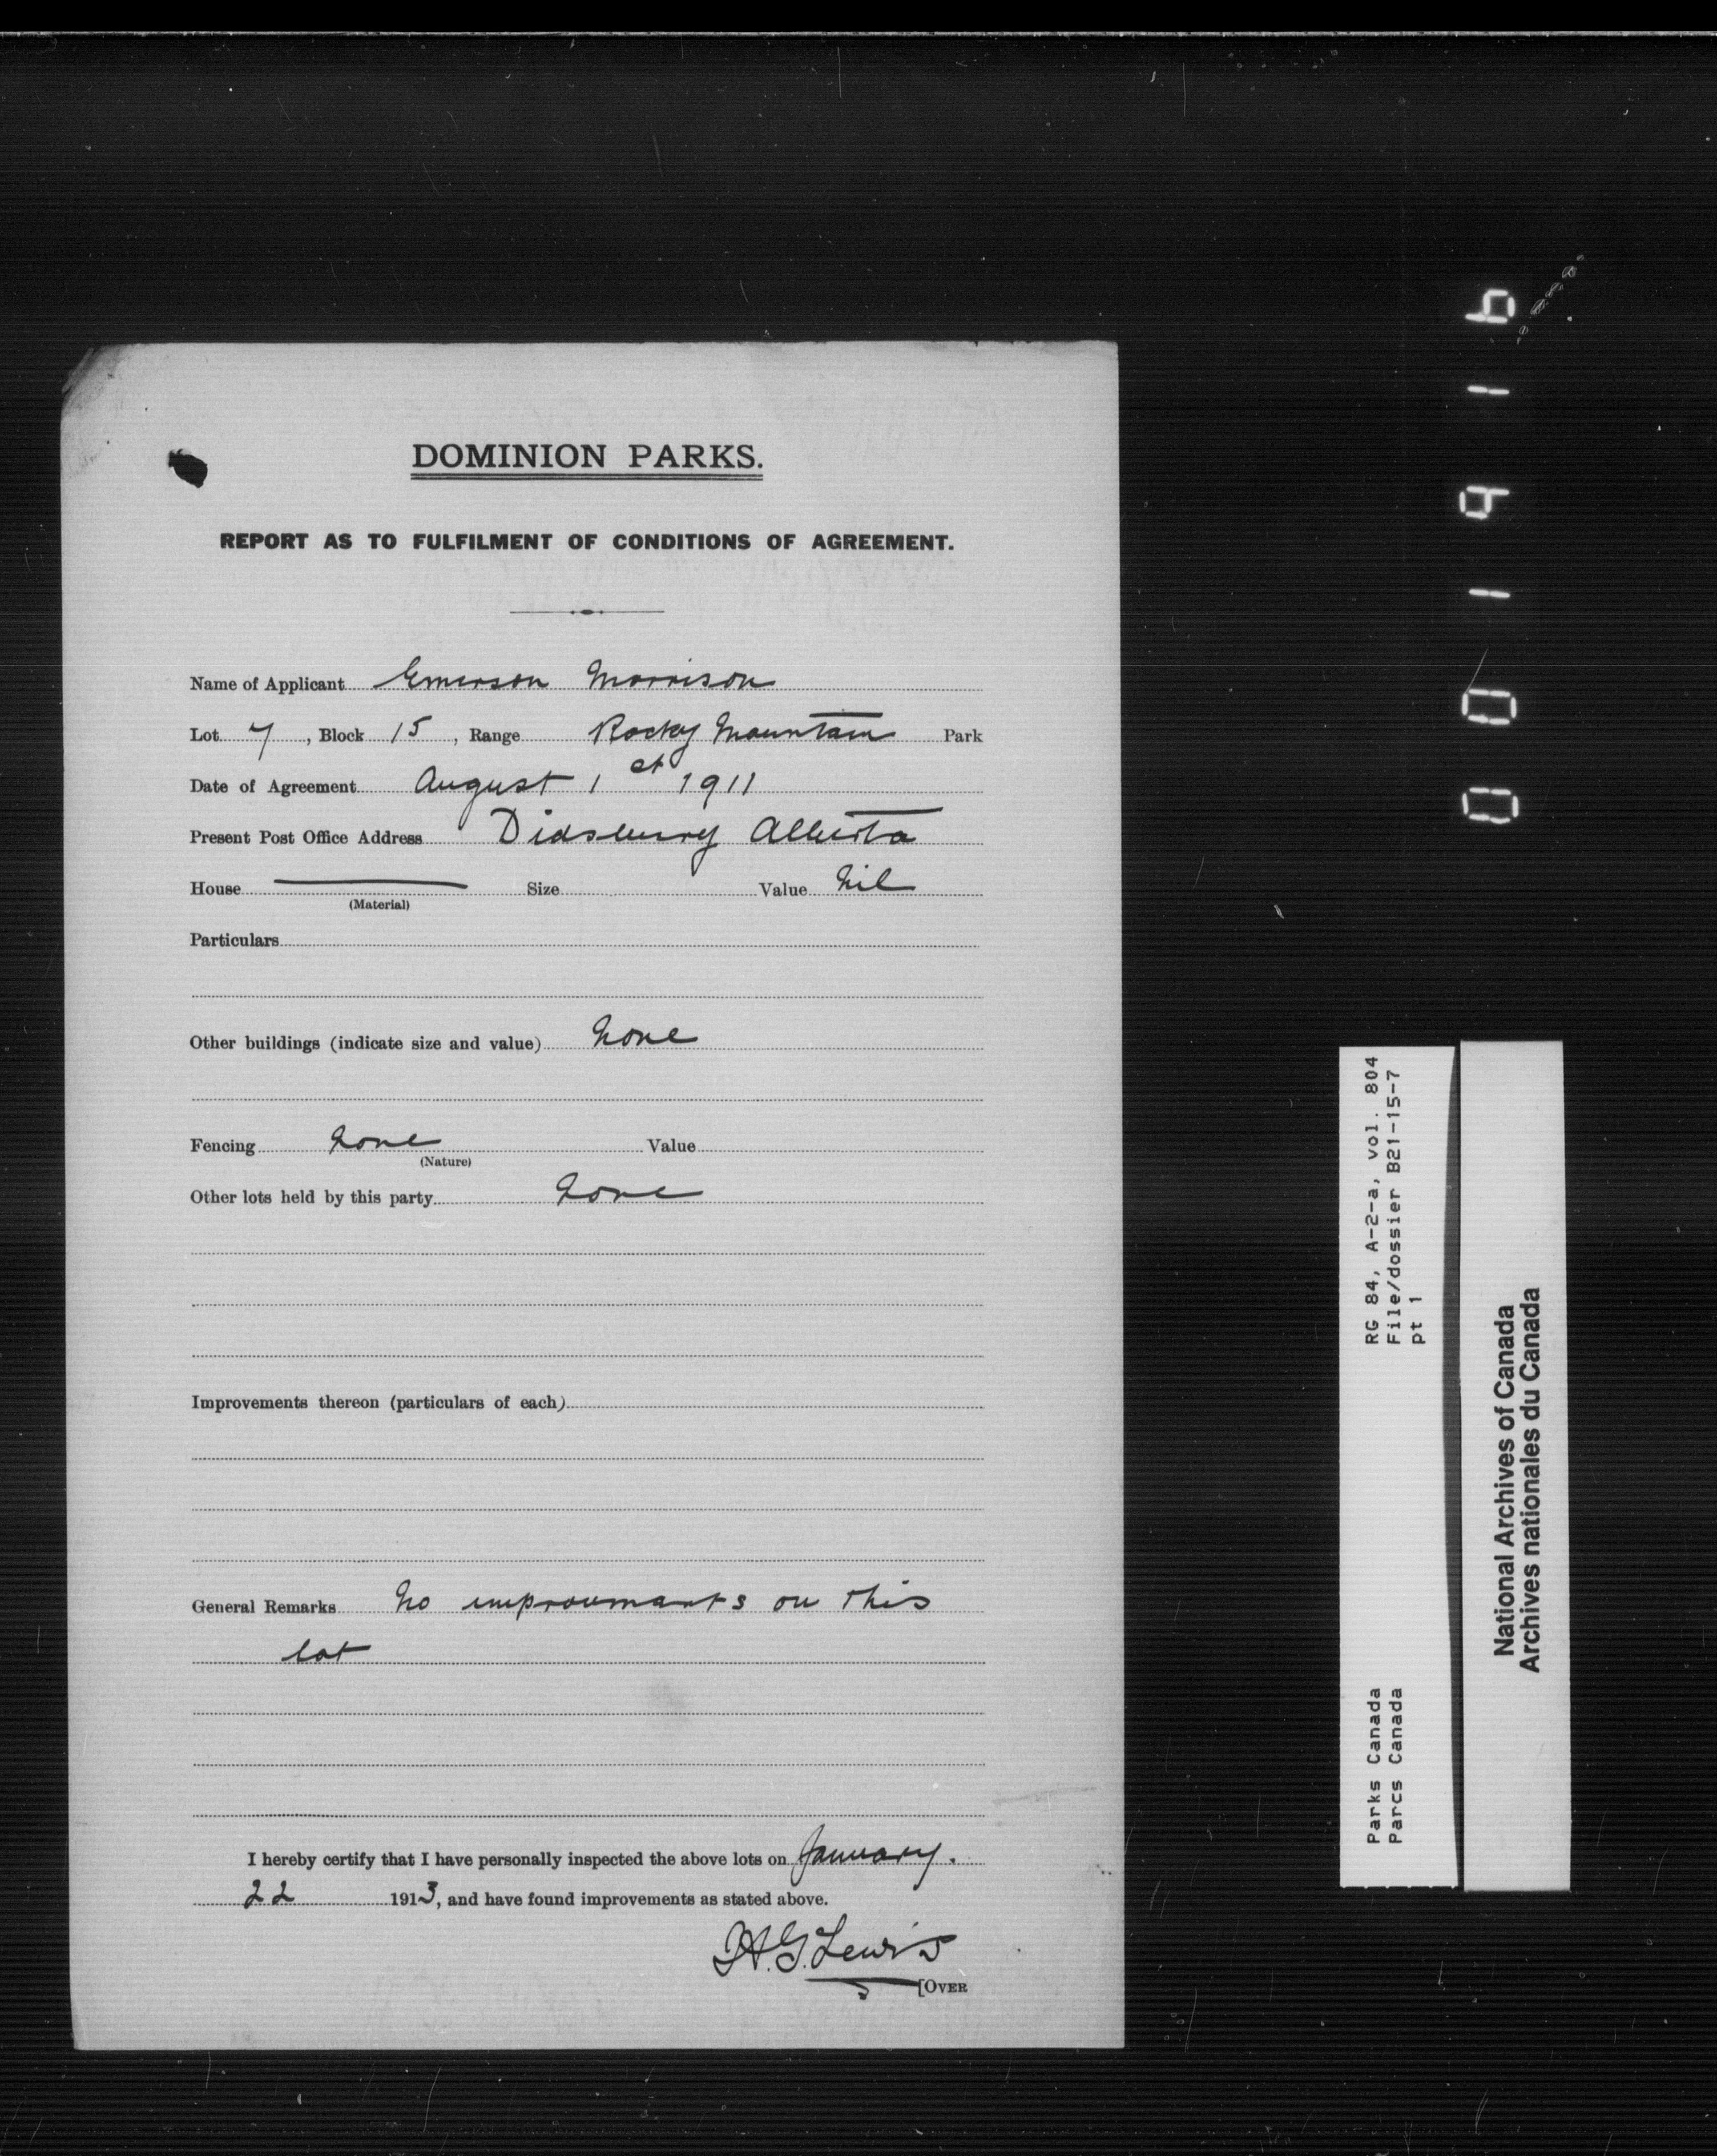 DOMINION PARKS.
REPORT AS TO FULFILMENT OF CONDITIONS OF AGREEMENT.
Name of Applicant Emerson Morrison
Lot 7, Block 15, Range Rocky Mountain Park
Date of Agreement August 1st 1911
Present Post Office Address Didsbury Alberta
House Size Value Nil
(Material)
Particulars
Other buildings (indicate size and value) None
Fencing None Value
(Nature)
Other lots held by this party None
Improvements thereon (particulars of each)
General Remarks No improvmants on this
lot
I hereby certify that I have personally inspected the above lots on January.
22 1913, and have found improvements as stated above.
Lewis
[OVER
RG 84, A-2-a, vol. 804
File/dossier B21-15-7
pt 1
Parks Canada
Parcs Canada
National Archives of Canada
Archives nationales du Canada